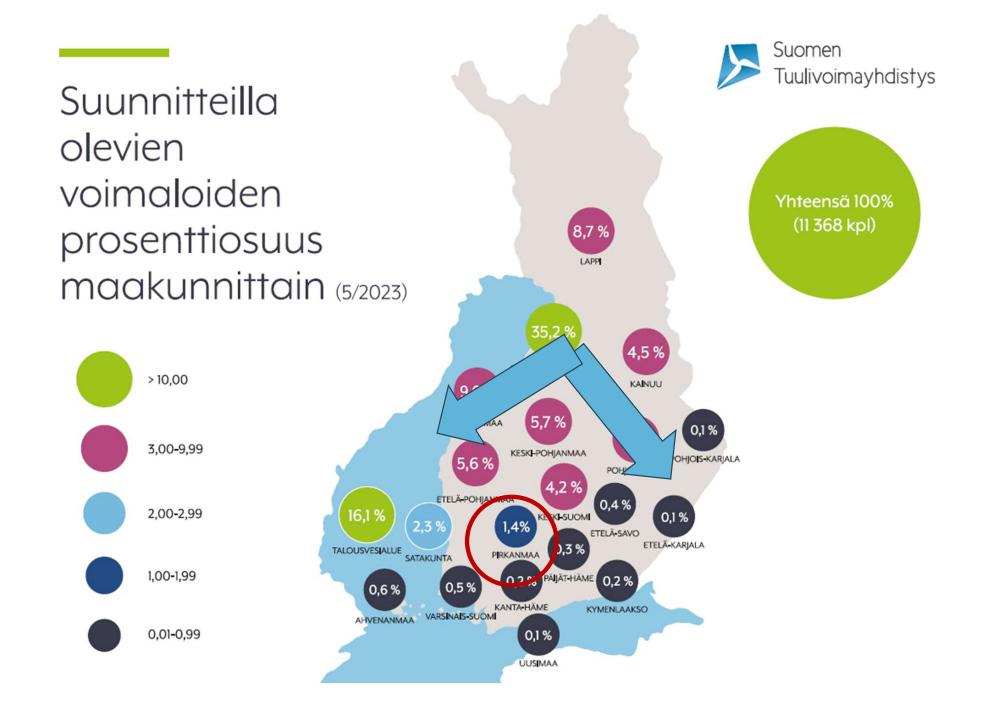 Suomen
Tuulivoimayhdistys
Suunnitteilla
olevien
voimaloiden
prosenttiosuus
maakunnittain (5/2023)
Yhteensä 100%
(11 368 kpl)
> 10,00
3,00-9,99
2,00-2,99
1,00-1,99
0,01-0,99
8,7 %
LAPPI
35,2 %
4,5 %
KAINUU
5,7 %
KESKI-POHJANMAA
0,1 %
POHJOIS-KARJALA
5,6 %
ETELÄ-POHJANMAA
4,2 %
KESKI-SUOMI
0,4 %
ETELÄ-SAVO
0,1 %
ETELÄ-KARJALA
16,1 %
TALOUSVESIALUE
2,3 %
SATAKUNTA
1,4%
PIRKANMAA
0,3 %
PÄIJÄT-HÄME
0,6 %
AHVENANMAA
0,5 %
VARSINAIS-SUOMI
0,2 %
KANTA-HÄME
0,2 %
KYMENLAAKSO
0,1 %
UUSIMAA